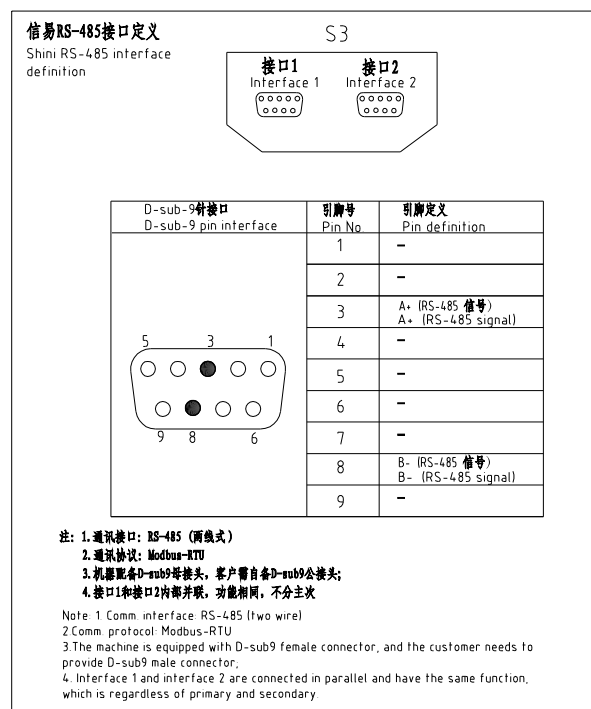 信易RS-485接口定义
Shini RS-485 interface
definition
S3
接口1
Interface 1
接口2
Interface 2
D-sub-9针接口
D-sub-9 pin interface
引脚号
Pin No
引脚定义
Pin definition
1 -
2 -
3 A+ (RS-485 信号)
A+ (RS-485 signal)
4 -
5 -
6 -
7 -
8 B- (RS-485 信号)
B- (RS-485 signal)
9 -
5 3 1
9 8 6
注: 1.通讯接口: RS-485 (两线式)
2.通讯协议: Modbus-RTU
3.机器配备D-sub9母接头, 客户需自备D-sub9公接头;
4.接口1和接口2内部并联, 功能相同, 不分主次
Note: 1 Comm. interface: RS-485 (two wire)
2.Comm. protocol: Modbus-RTU
3.The machine is equipped with D-sub9 female connector, and the customer needs to
provide D-sub9 male connector;
4. Interface 1 and interface 2 are connected in parallel and have the same function,
which is regardless of primary and secondary.